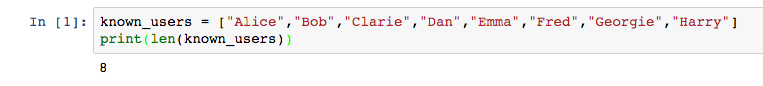 In [1]: known_users = ["Alice","Bob","Clarie","Dan","Emma","Fred","Georgie","Harry"]
print(len(known_users))
8